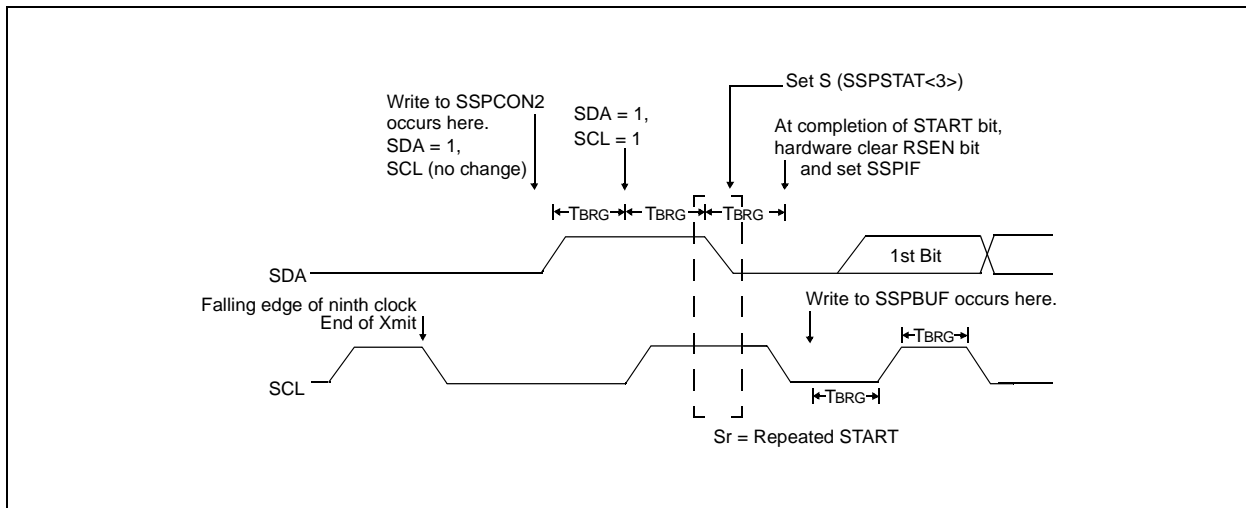 Set S (SSPSTAT<3>)
Write to SSPCON2
occurs here.
SDA = 1,
SCL (no change)
SDA = 1,
SCL = 1
At completion of START bit,
hardware clear RSEN bit
and set SSPIF
TBRG
TBRG
TBRG
SDA
1st Bit
Falling edge of ninth clock
End of Xmit
Write to SSPBUF occurs here.
TBRG
SCL
TBRG
Sr = Repeated START